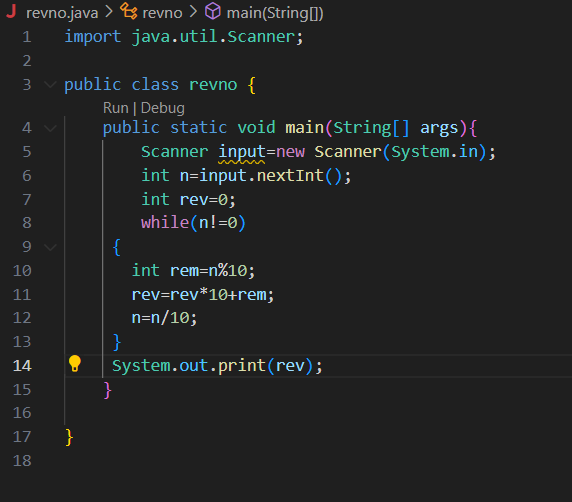 J revno.java > revno > main(String[])
1 import java.util.Scanner;
2
3 public class revno {
Run | Debug
4 public static void main(String[] args){
5 Scanner input=new Scanner(System.in);
6 int n=input.nextInt();
7 int rev=0;
8 while(n!=0)
9 {
10 int rem=n%10;
11 rev=rev*10+rem;
12 n=n/10;
13 }
14 System.out.print(rev);
15 }
16
17 }
18